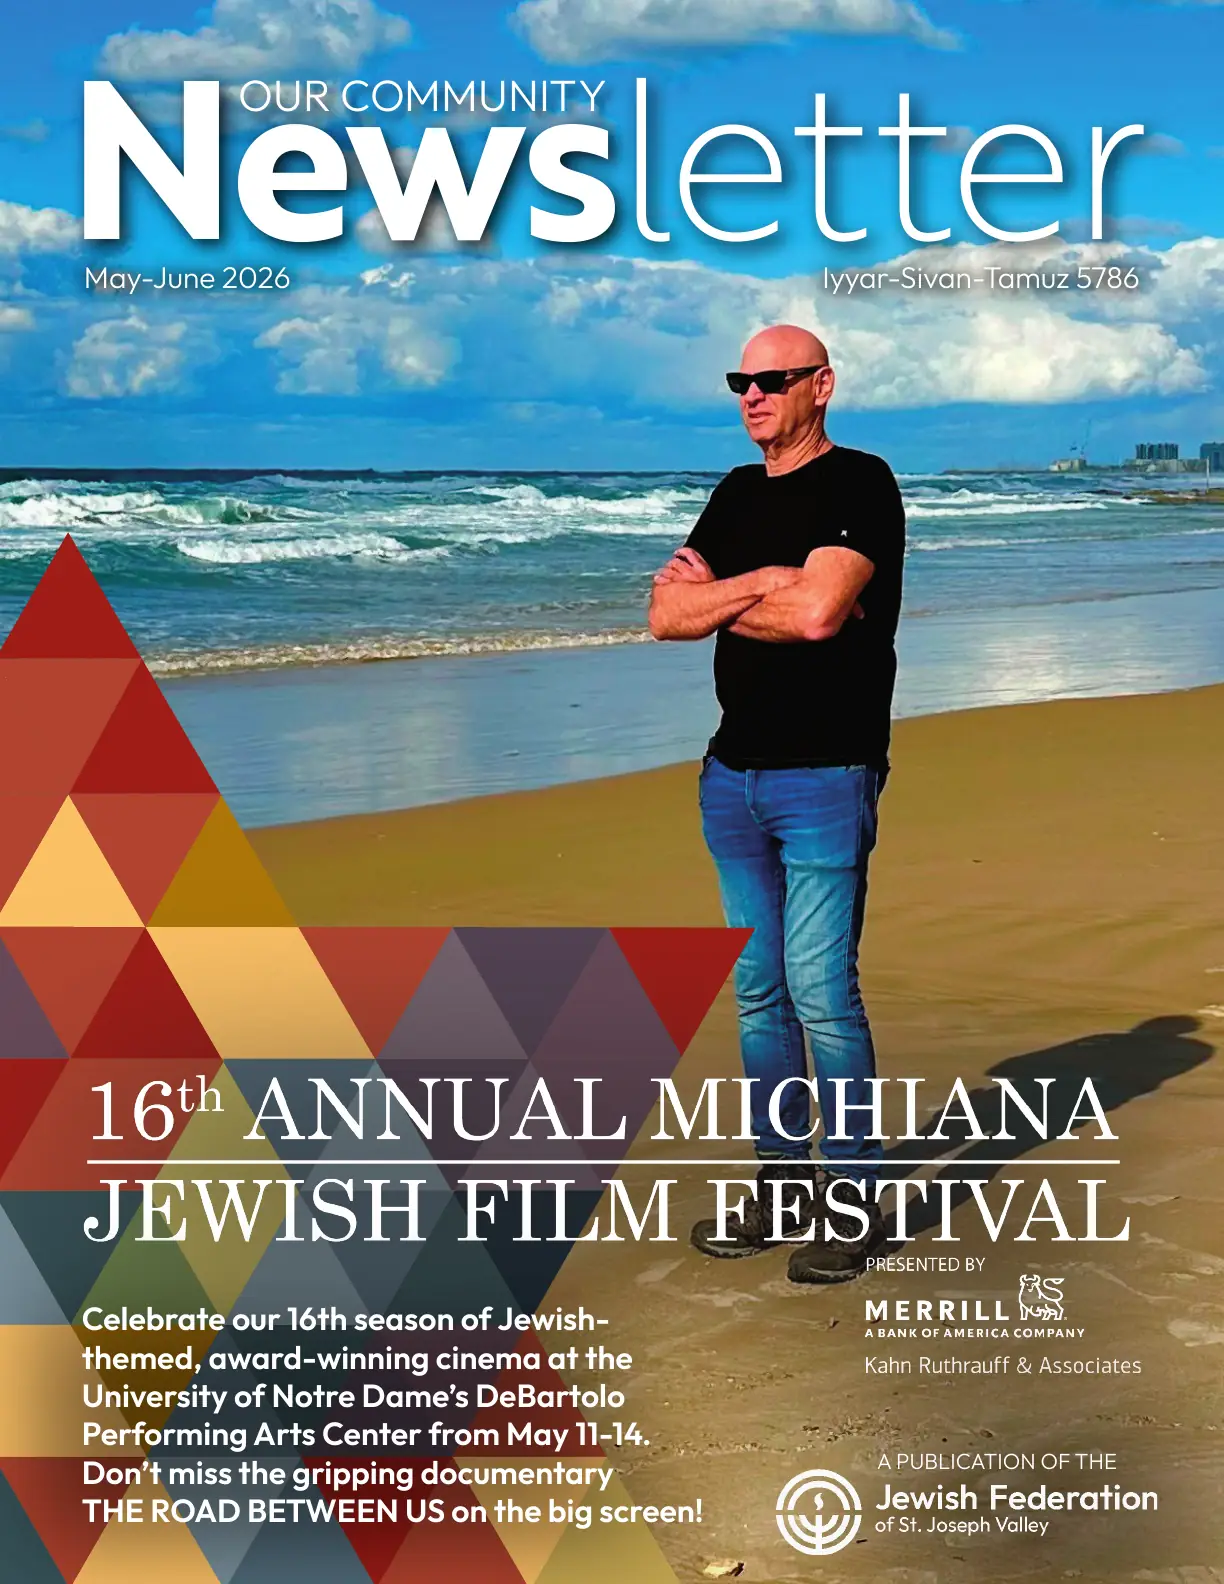 OUR COMMUNITY
Newsletter
May-June 2026
Iyyar-Sivan-Tamuz 5786
16th ANNUAL MICHIANA
JEWISH FILM FESTIVAL
PRESENTED BY
MERRILL
A BANK OF AMERICA COMPANY
Kahn Ruthrauff & Associates
Celebrate our 16th season of Jewish-
themed, award-winning cinema at the
University of Notre Dame's DeBartolo
Performing Arts Center from May 11-14.
Don't miss the gripping documentary
THE ROAD BETWEEN US on the big screen!
A PUBLICATION OF THE
Jewish Federation
of St. Joseph Valley